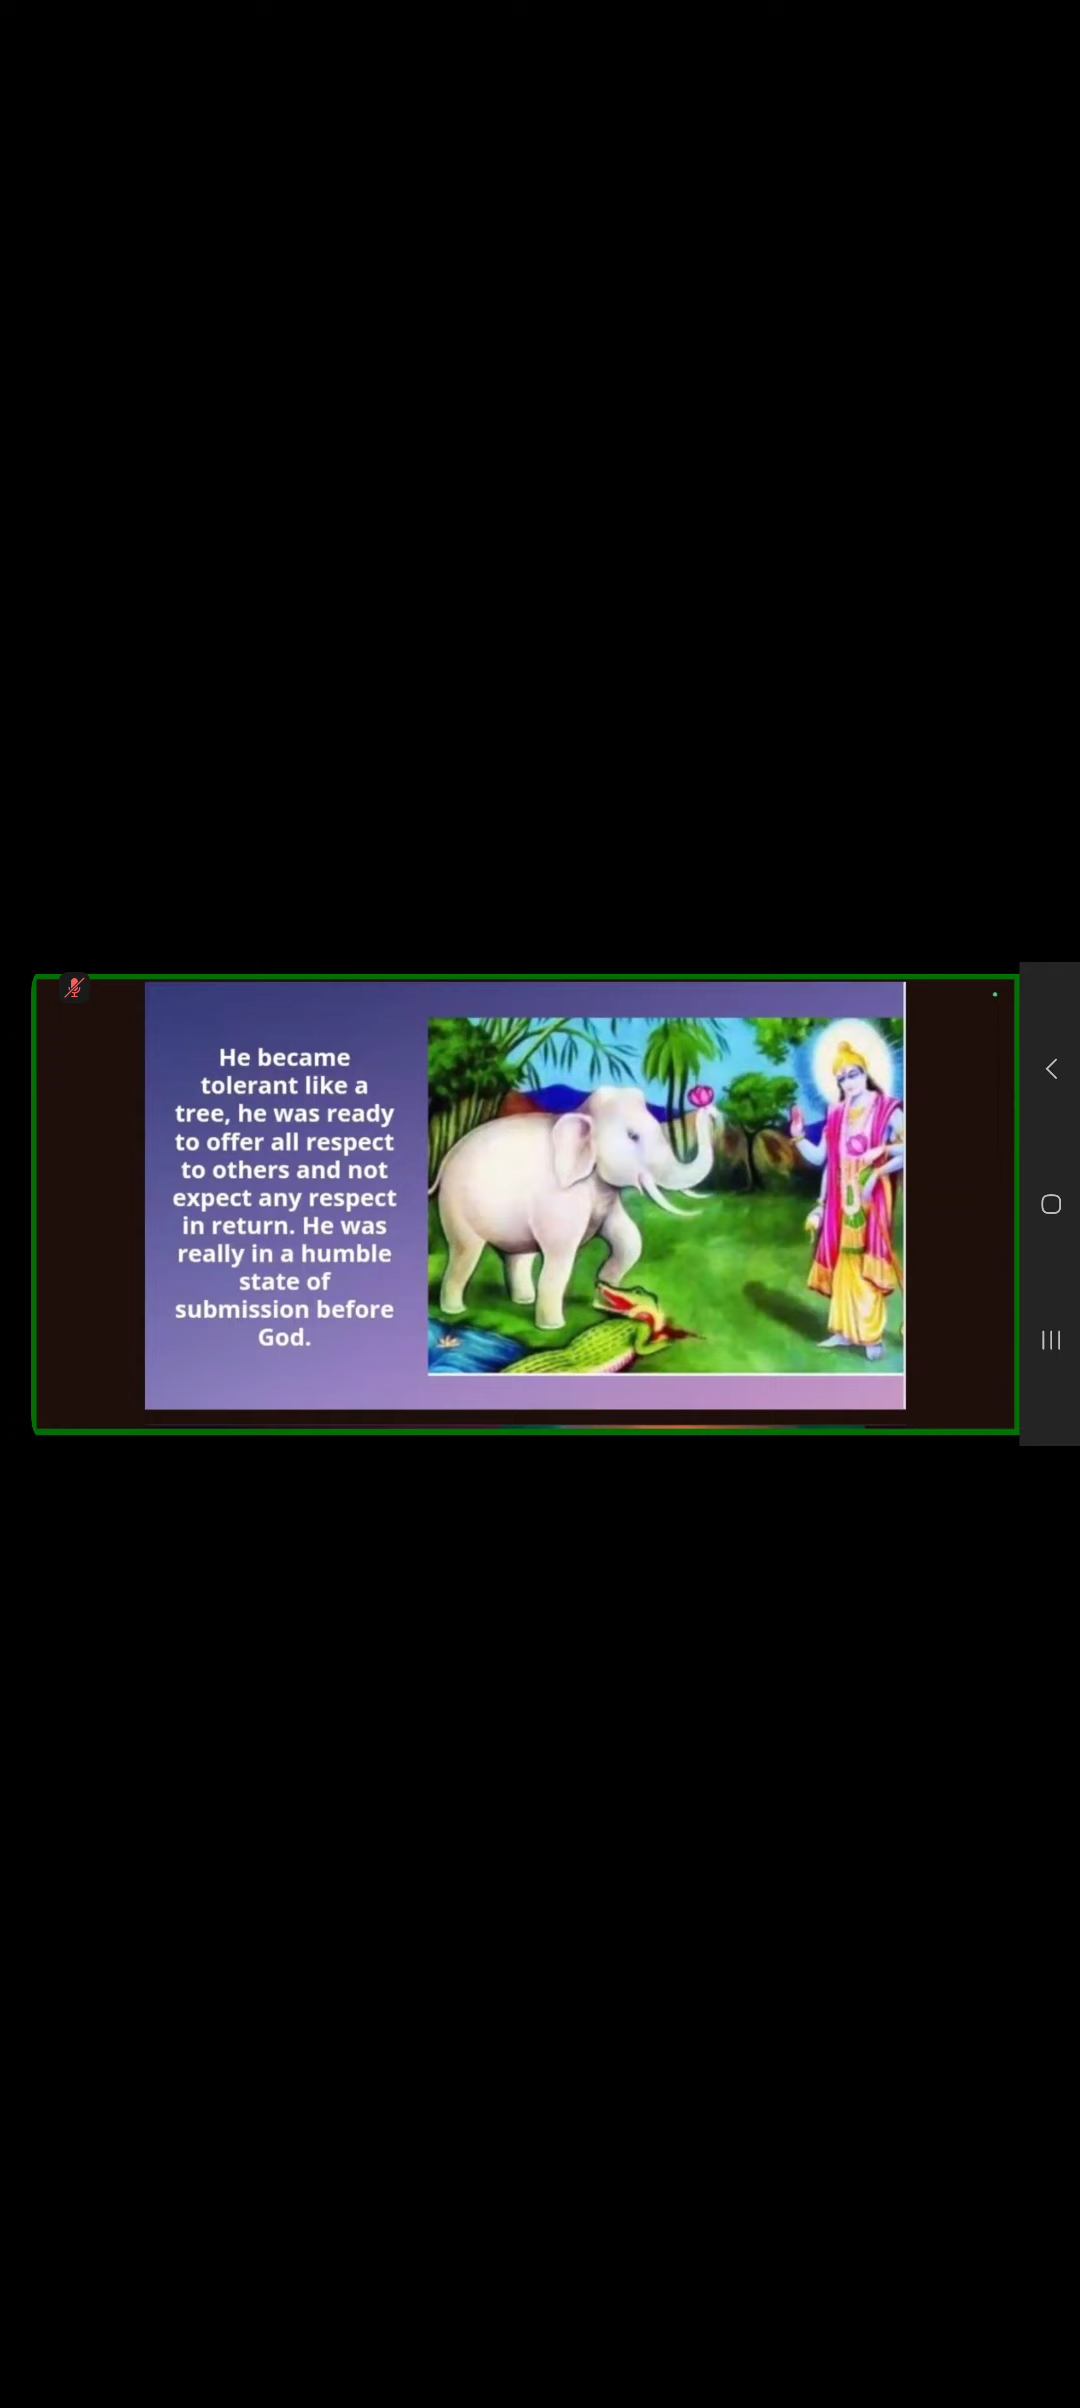 He became
tolerant like a
tree, he was ready
to offer all respect
to others and not
expect any respect
in return. He was
really in a humble
state of
submission before
God.